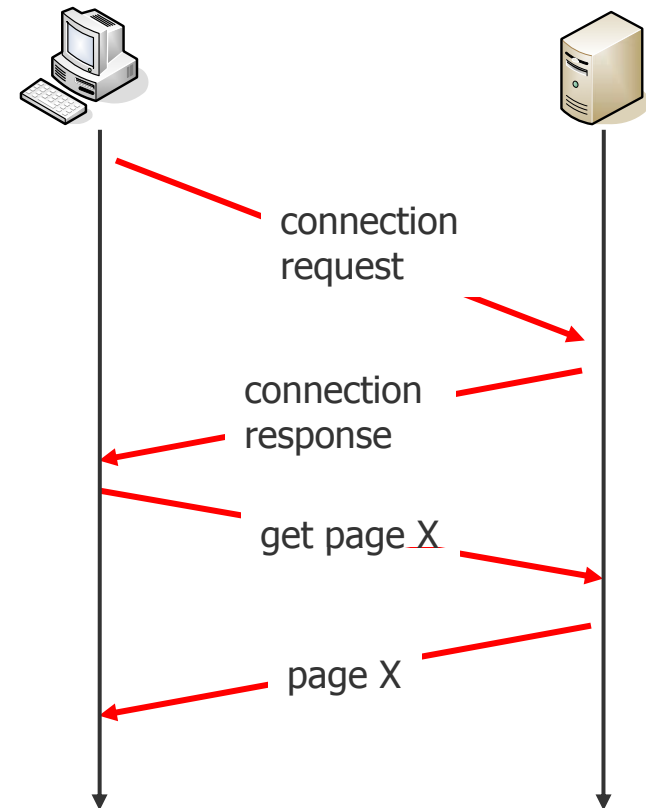 connection
request
connection
response
get page X
page X